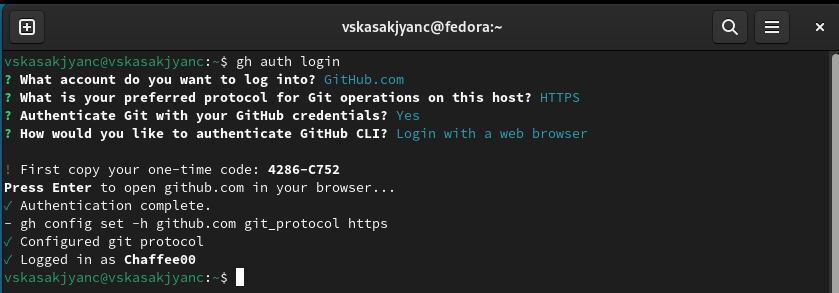 vskasakjyanc@fedora:~
vskasakjyanc@vskasakjyanc:~$ gh auth login
? What account do you want to log into? GitHub.com
? What is your preferred protocol for Git operations on this host? HTTPS
? Authenticate Git with your GitHub credentials? Yes
? How would you like to authenticate GitHub CLI? Login with a web browser
! First copy your one-time code: 4286-C752
Press Enter to open github.com in your browser...
✓ Authentication complete.
- gh config set -h github.com git_protocol https
✓ Configured git protocol
✓ Logged in as Chaffee00
vskasakjyanc@vskasakjyanc:~$